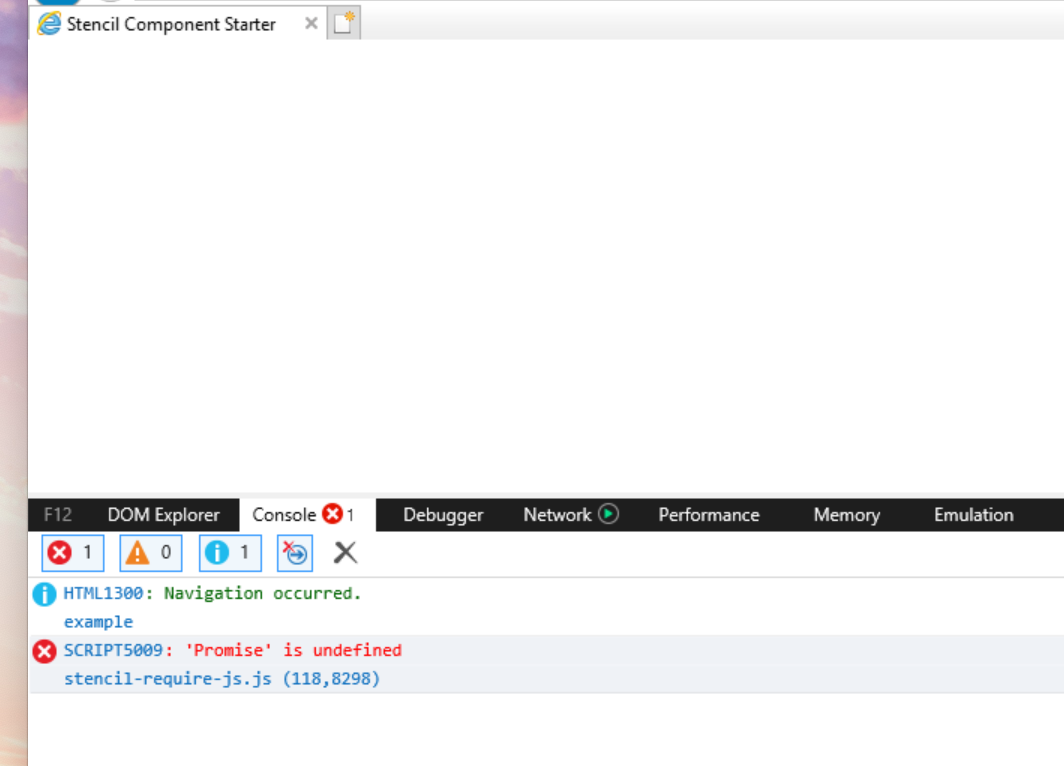 Stencil Component Starter
F12 DOM Explorer Console 1 Debugger Network Performance Memory Emulation
1 0 1
HTML1300: Navigation occurred.
example
SCRIPT5009: 'Promise' is undefined
stencil-require-js.js (118,8298)